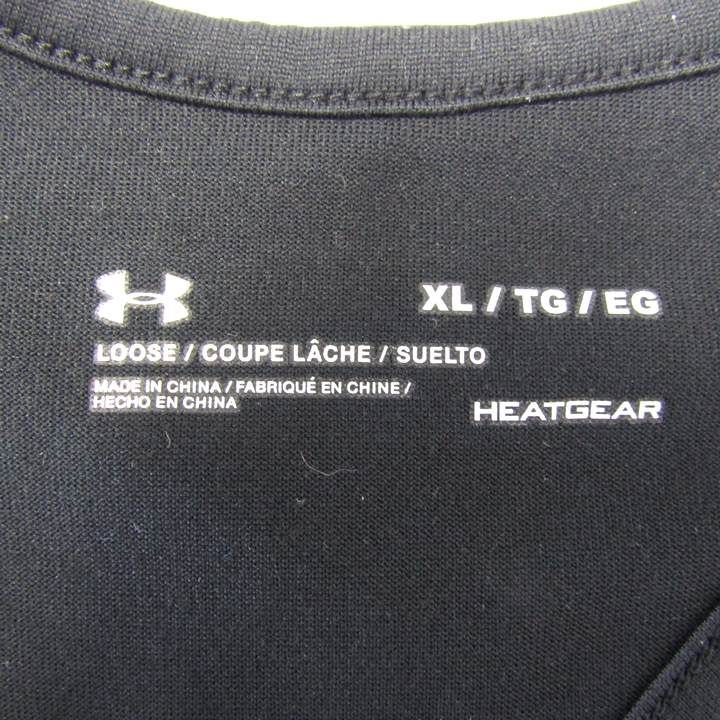 XL / TG / EG
LOOSE / COUPE LÂCHE / SUELTO
MADE IN CHINA / FABRIQUÉ EN CHINE /
HECHO EN CHINA
HEATGEAR